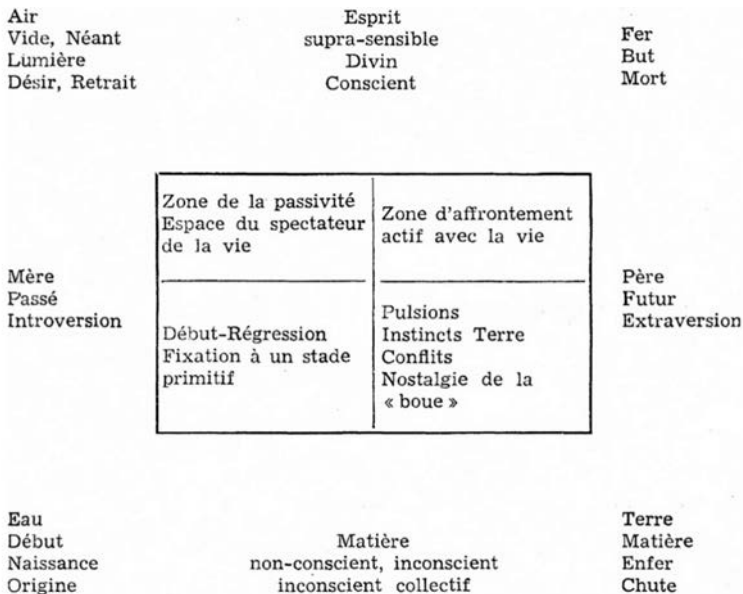 Air
Vide, Néant
Lumière
Désir, Retrait
Esprit
supra-sensible
Divin
Conscient
Fer
But
Mort
Zone de la passivité
Espace du spectateur
de la vie
Zone d'affrontement
actif avec la vie
Mère
Passé
Introversion
Début-Régression
Fixation à un stade
primitif
Pulsions
Instincts Terre
Conflits
Nostalgie de la
« boue »
Père
Futur
Extraversion
Eau
Début
Naissance
Origine
Matière
non-conscient, inconscient
inconscient collectif
Terre
Matière
Enfer
Chute